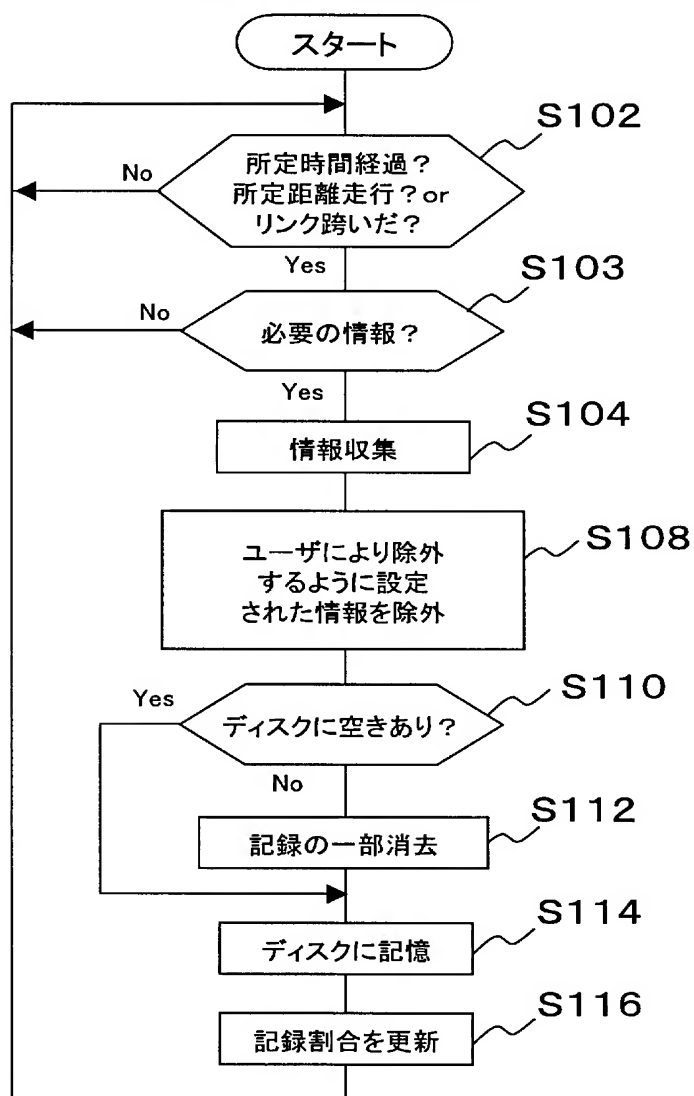 スタート
S102
所定時間経過？
所定距離走行？or
リンク跨いだ？
No
Yes
S103
必要の情報？
No
Yes
S104
情報収集
S108
ユーザにより除外
するように設定
された情報を除外
S110
Yes
ディスクに空きあり？
No
S112
記録の一部消去
S114
ディスクに記憶
S116
記録割合を更新